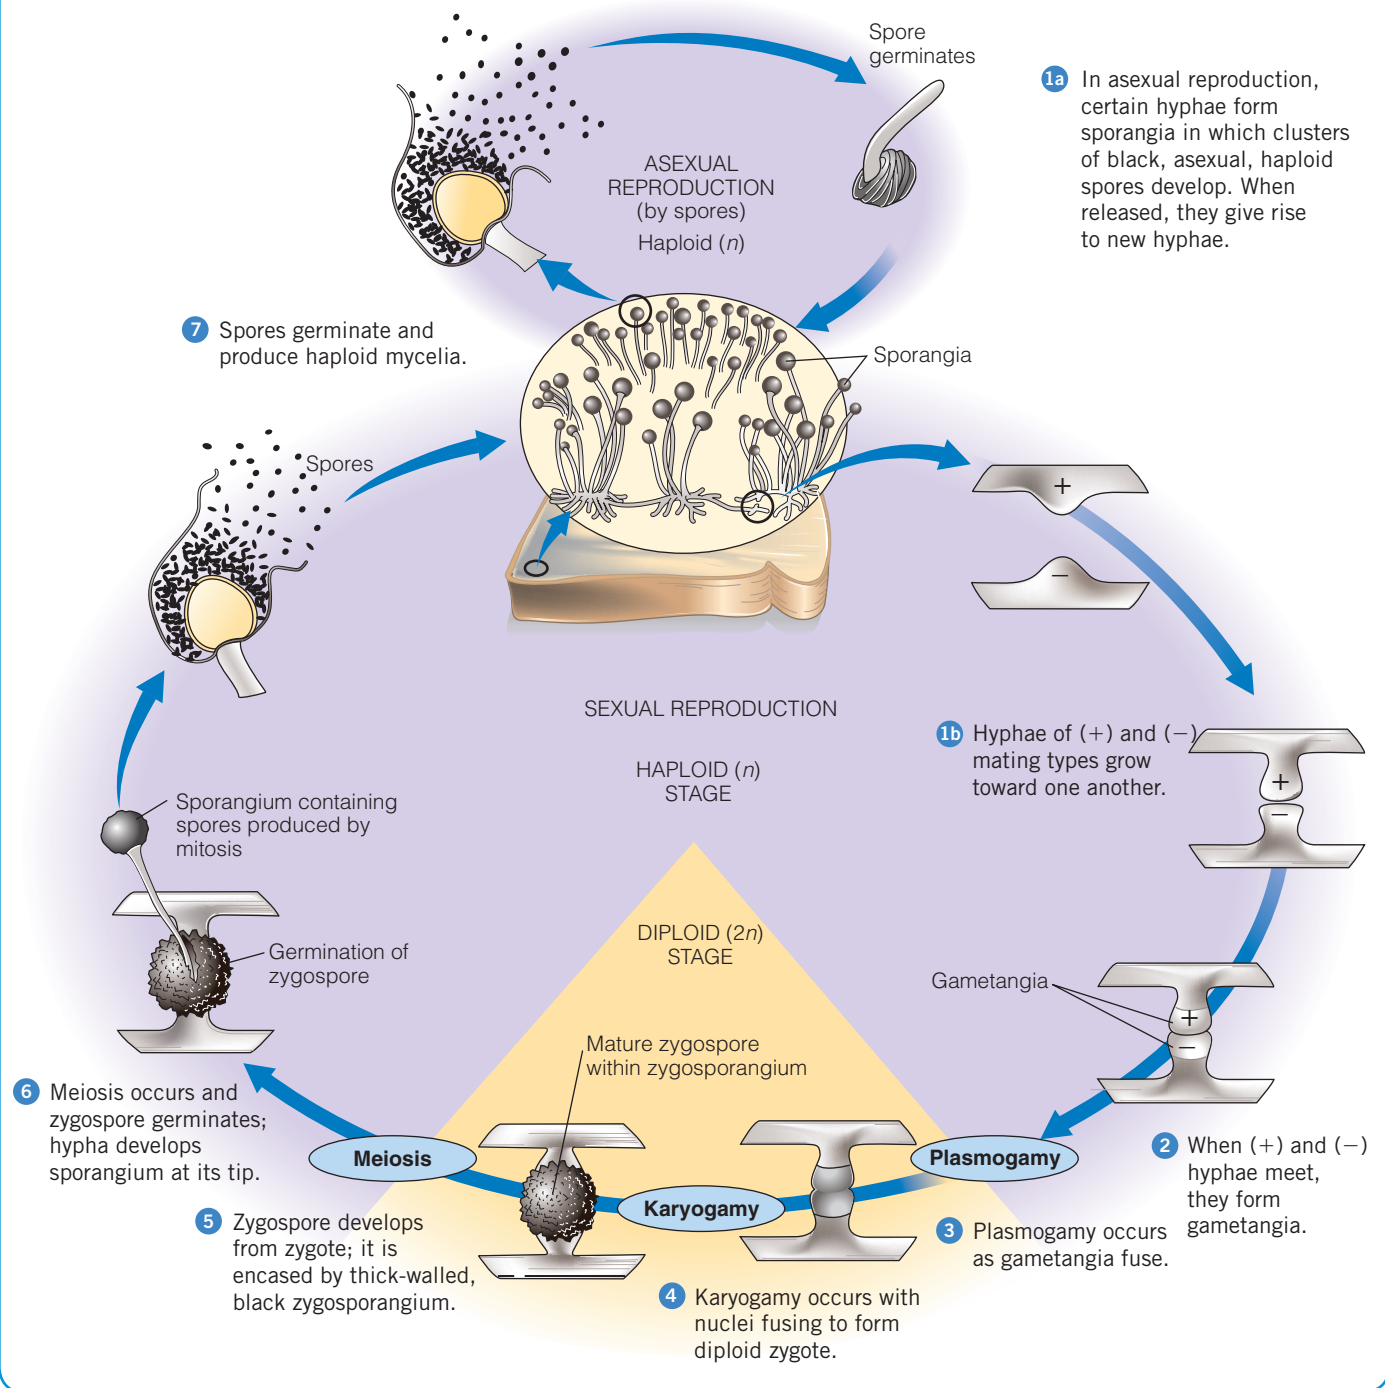 Spore
germinates
1a In asexual reproduction,
certain hyphae form
sporangia in which clusters
of black, asexual, haploid
spores develop. When
released, they give rise
to new hyphae.
ASEXUAL
REPRODUCTION
(by spores)
Haploid (n)
7 Spores germinate and
produce haploid mycelia.
Sporangia
Spores
+
−
SEXUAL REPRODUCTION
HAPLOID (n)
STAGE
1b Hyphae of (+) and (−)
mating types grow
toward one another.
+
−
Sporangium containing
spores produced by
mitosis
Germination of
zygospore
DIPLOID (2n)
STAGE
Gametangia
+
−
Mature zygospore
within zygosporangium
6 Meiosis occurs and
zygospore germinates;
hypha develops
sporangium at its tip.
Meiosis
Karyogamy
Plasmogamy
2 When (+) and (−)
hyphae meet,
they form
gametangia.
5 Zygospore develops
from zygote; it is
encased by thick-walled,
black zygosporangium.
3 Plasmogamy occurs
as gametangia fuse.
4 Karyogamy occurs with
nuclei fusing to form
diploid zygote.